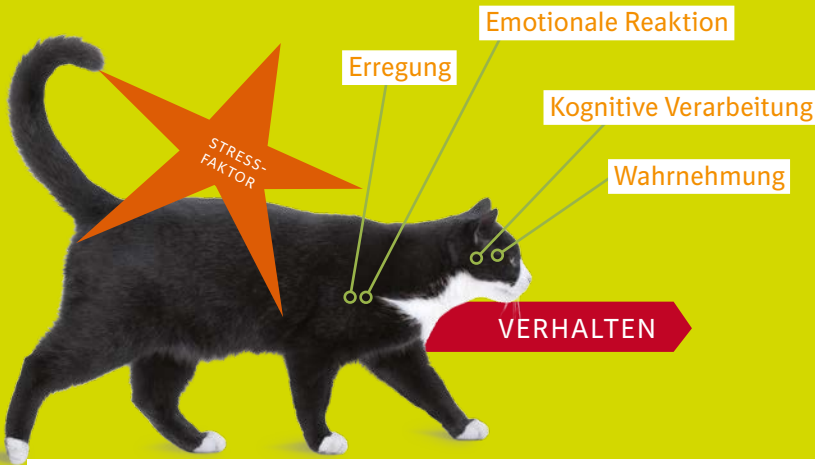 Emotionale Reaktion
Erregung
Kognitive Verarbeitung
Wahrnehmung
STRESS-
FAKTOR
VERHALTEN